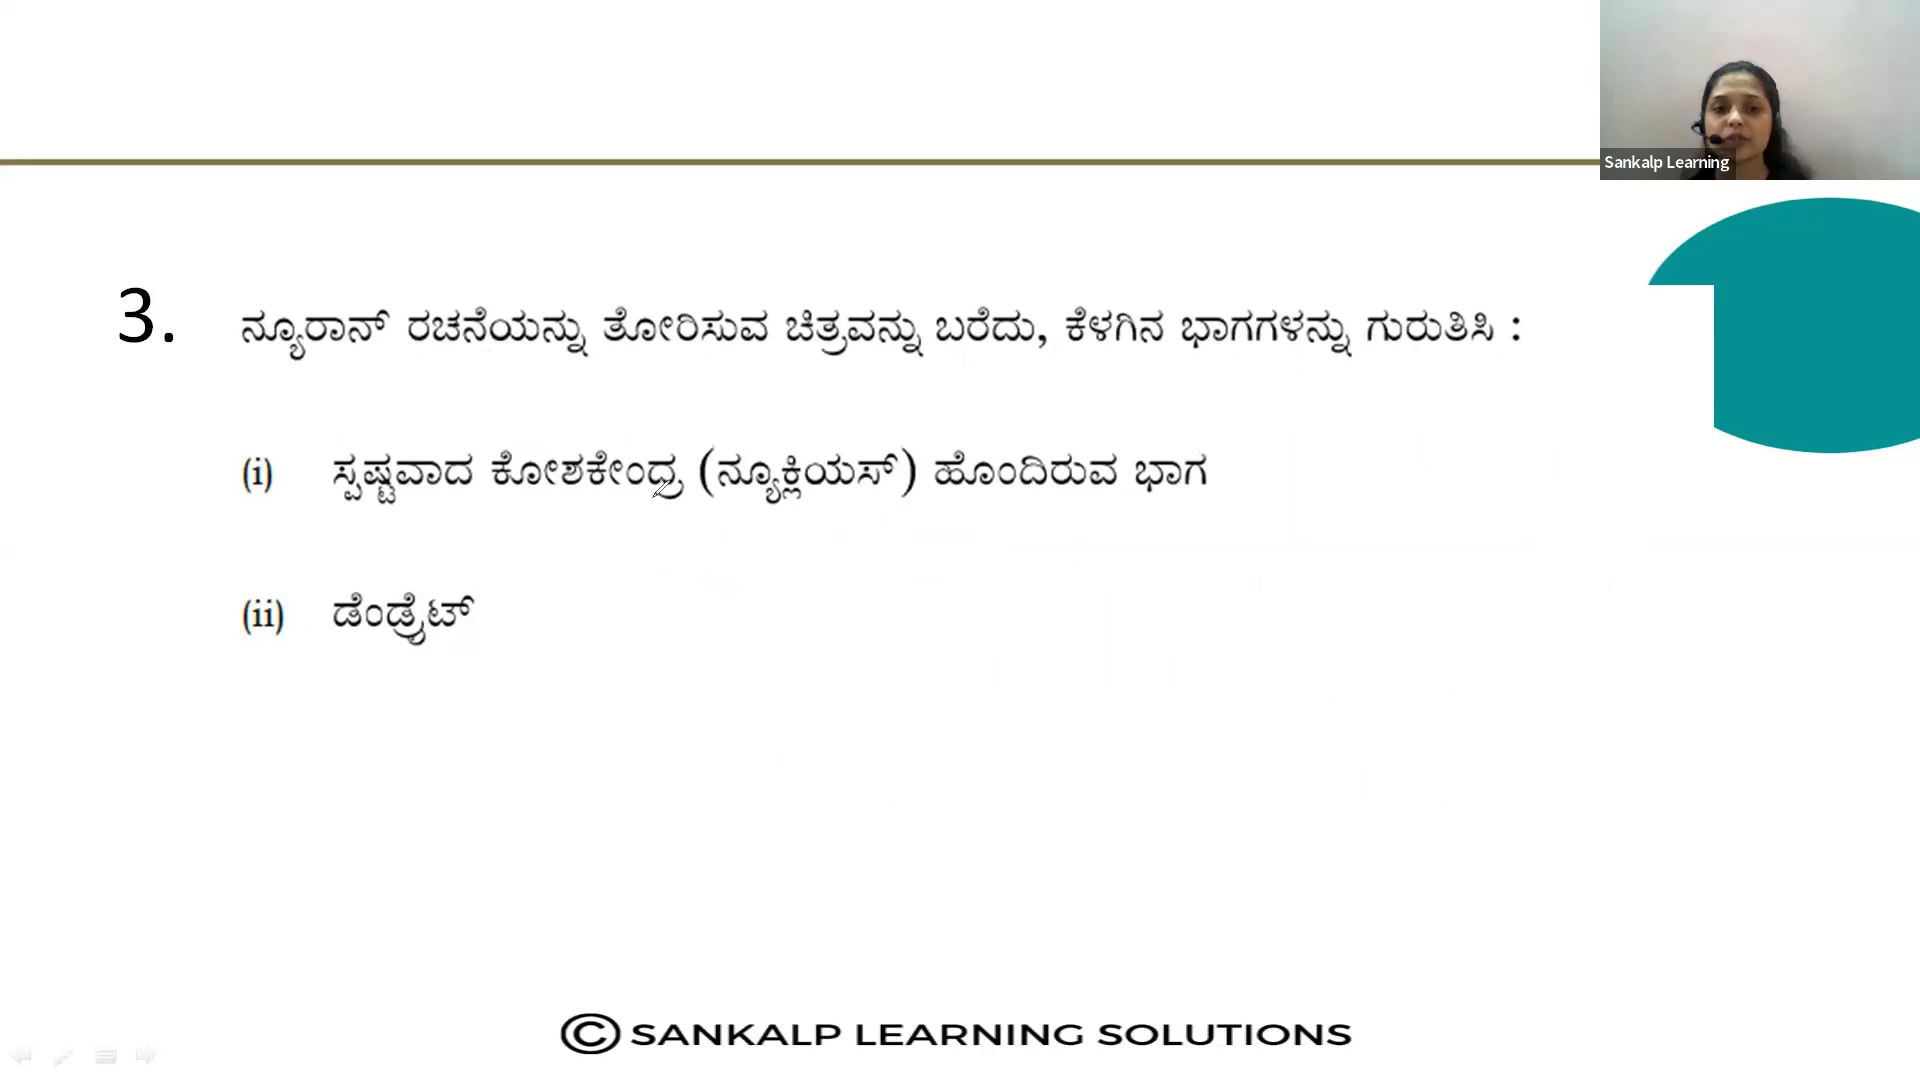 Sankalp Learning
3. ನ್ಯೂರಾನ್ ರಚನೆಯನ್ನು ತೋರಿಸುವ ಚಿತ್ರವನ್ನು ಬರೆದು, ಕೆಳಗಿನ ಭಾಗಗಳನ್ನು ಗುರುತಿಸಿ :
(i) ಸ್ಪಷ್ಟವಾದ ಕೋಶಕೇಂದ್ರ (ನ್ಯೂಕ್ಲಿಯಸ್) ಹೊಂದಿರುವ ಭಾಗ
(ii) ಡೆಂಡ್ರೈಟ್
© SANKALP LEARNING SOLUTIONS